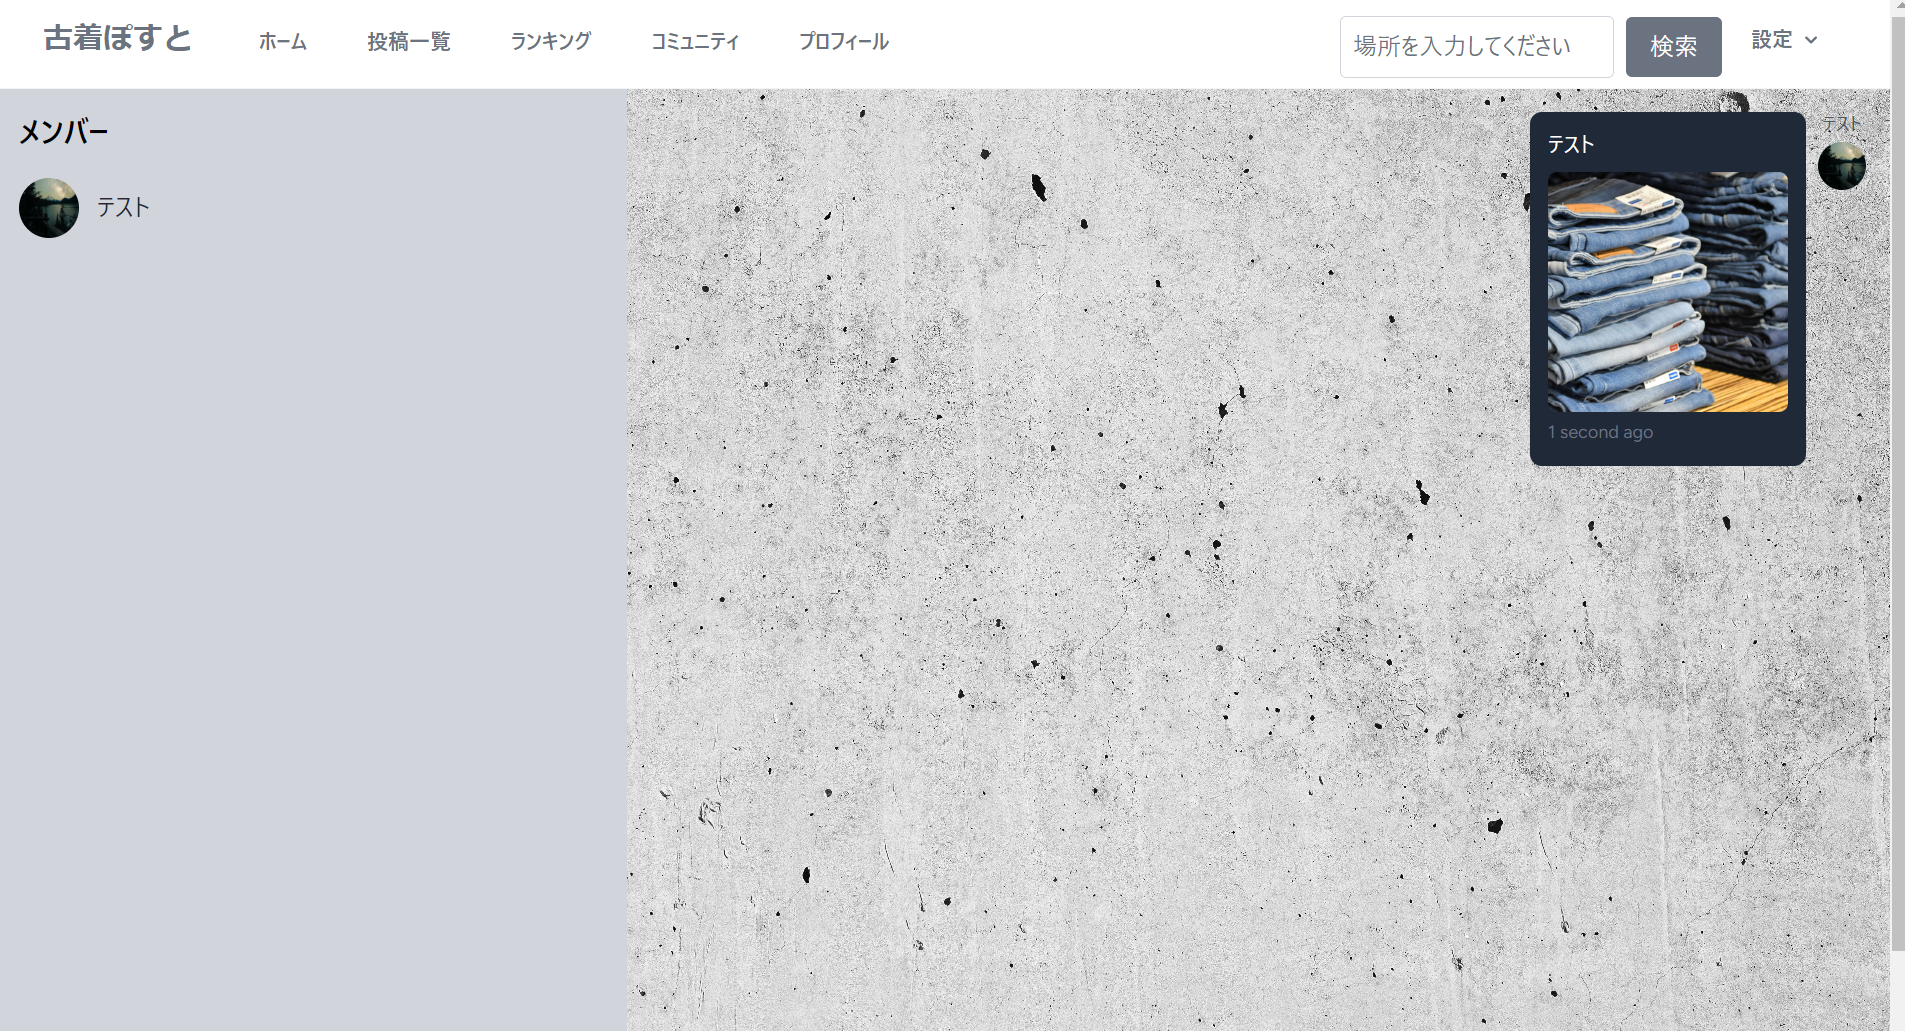 古着ぽすと
ホーム
投稿一覧
ランキング
コミュニティ
プロフィール
場所を入力してください
検索
設定
メンバー
テスト
テスト
1 second ago
テスト